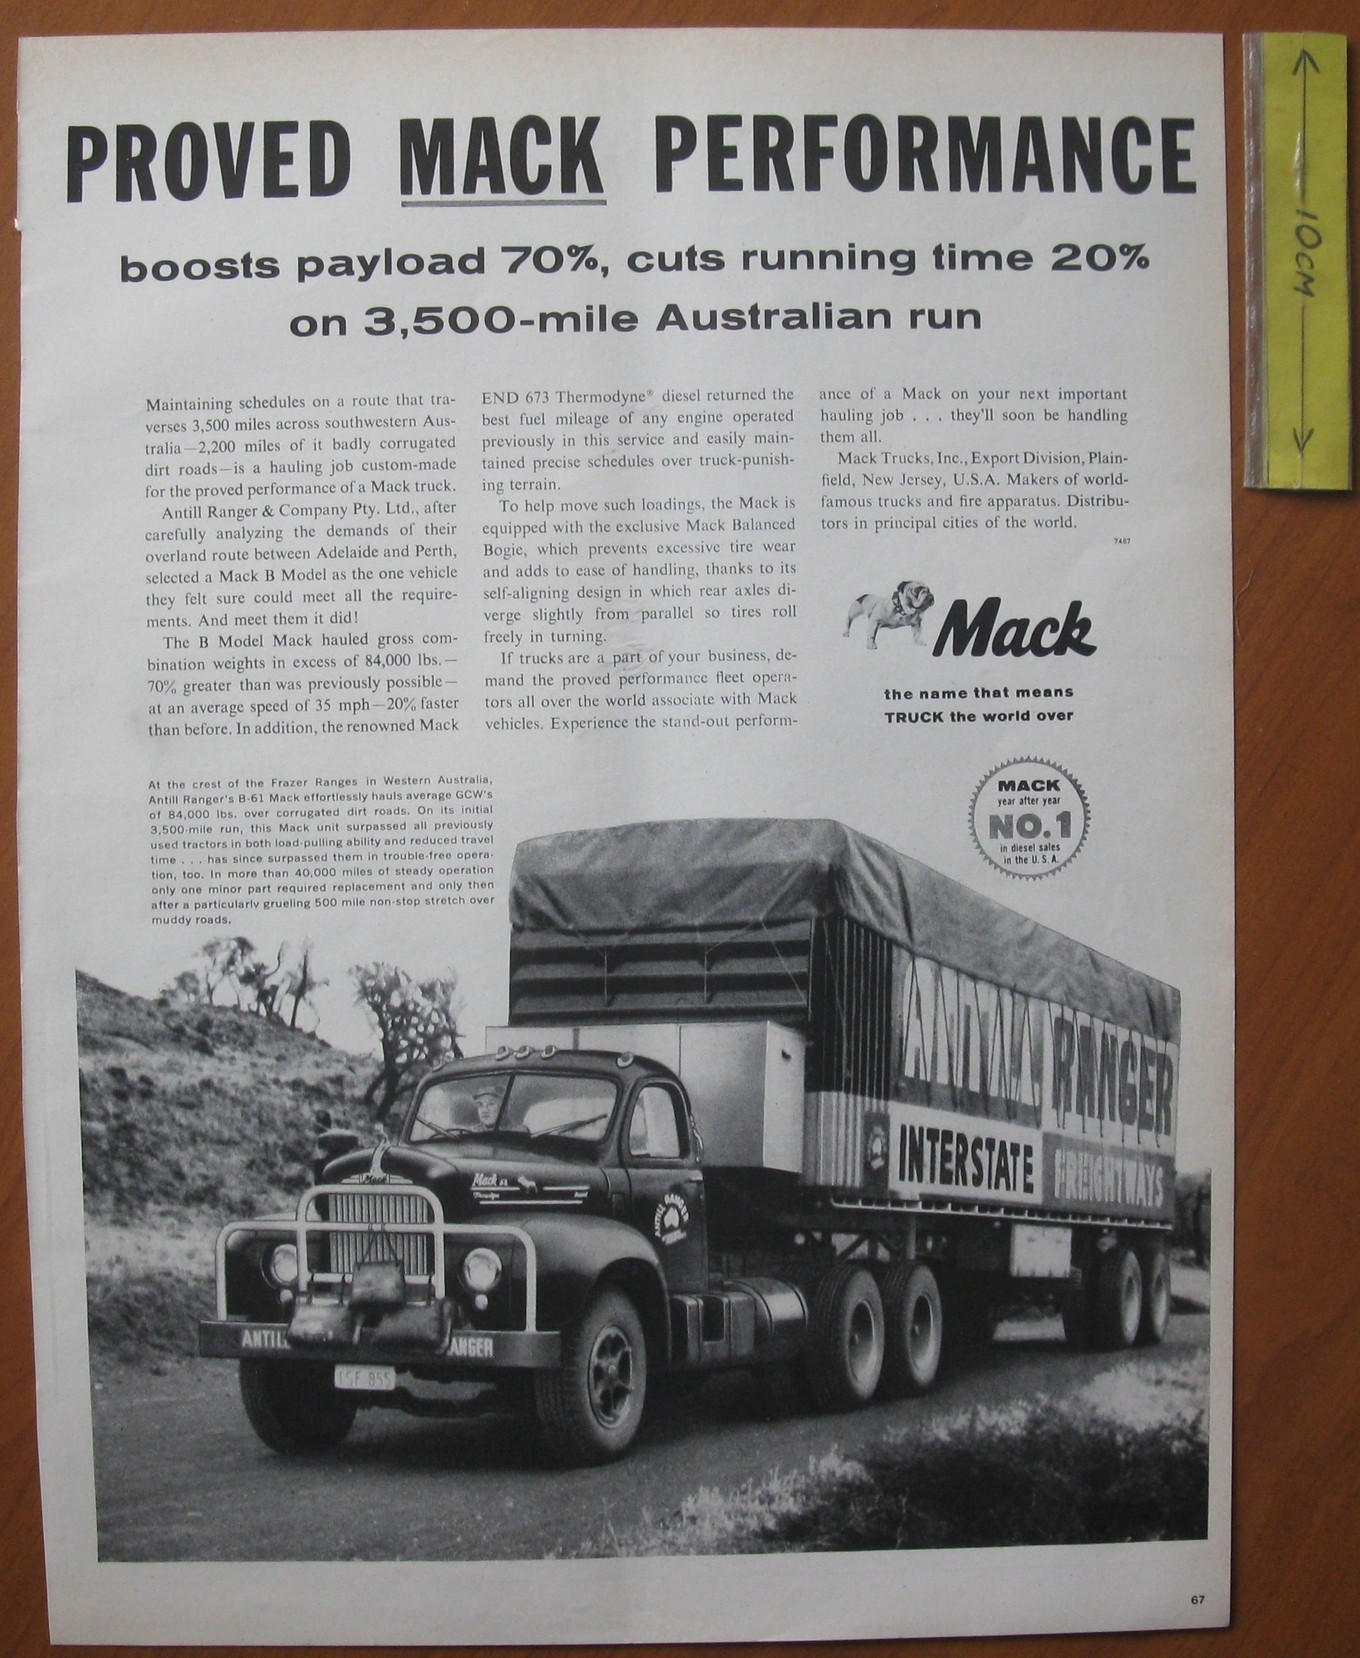 PROVED MACK PERFORMANCE
boosts payload 70%, cuts running time 20%
on 3,500-mile Australian run
Maintaining schedules on a route that tra-
verses 3,500 miles across southwestern Aus-
tralia—2,200 miles of it badly corrugated
dirt roads—is a hauling job custom-made
for the proved performance of a Mack truck.
Antill Ranger & Company Pty. Ltd., after
carefully analyzing the demands of their
overland route between Adelaide and Perth,
selected a Mack B Model as the one vehicle
they felt sure could meet all the require-
ments. And meet them it did!
The B Model Mack hauled gross com-
bination weights in excess of 84,000 lbs.—
70% greater than was previously possible—
at an average speed of 35 mph—20% faster
than before. In addition, the renowned Mack
END 673 Thermodyne® diesel returned the
best fuel mileage of any engine operated
previously in this service and easily main-
tained precise schedules over truck-punish-
ing terrain.
To help move such loadings, the Mack is
equipped with the exclusive Mack Balanced
Bogie, which prevents excessive tire wear
and adds to ease of handling, thanks to its
self-aligning design in which rear axles di-
verge slightly from parallel so tires roll
freely in turning.
If trucks are a part of your business, de-
mand the proved performance fleet opera-
tors all over the world associate with Mack
vehicles. Experience the stand-out perform-
ance of a Mack on your next important
hauling job . . . they'll soon be handling
them all.
Mack Trucks, Inc., Export Division, Plain-
field, New Jersey, U.S.A. Makers of world-
famous trucks and fire apparatus. Distribu-
tors in principal cities of the world.
7487
Mack
the name that means
TRUCK the world over
MACK
year after year
NO.1
in diesel sales
in the U.S.A.
At the crest of the Frazer Ranges in Western Australia,
Antill Ranger's B-61 Mack effortlessly hauls average GCW's
of 84,000 lbs. over corrugated dirt roads. On its initial
3,500-mile run, this Mack unit surpassed all previously
used tractors in both load-pulling ability and reduced travel
time . . . has since surpassed them in trouble-free opera-
tion, too. In more than 40,000 miles of steady operation
only one minor part required replacement and only then
after a particularly grueling 500 mile non-stop stretch over
muddy roads.
ANTILL RANGER
INTERSTATE FREIGHTWAYS
Mack
Mack
ANTILL RANGER
ANTILL ANGER
67
10CM